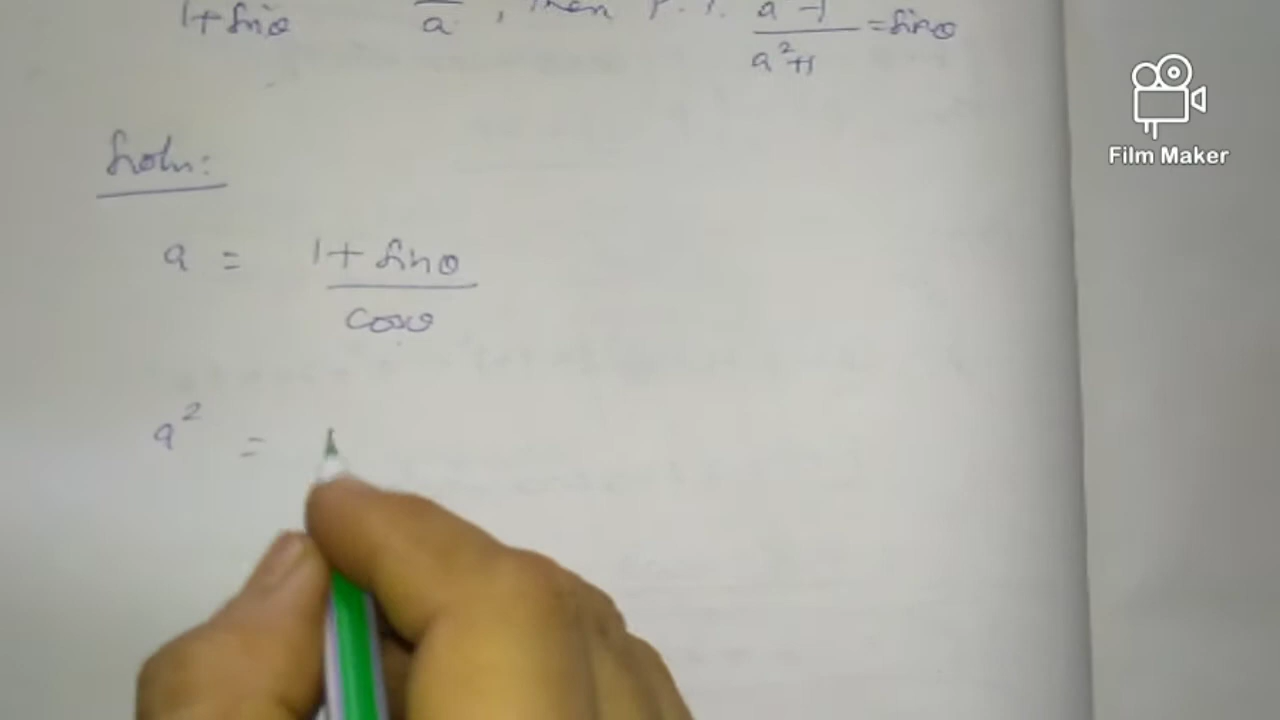 1+sinθ a , then P.T. a²-1 / a²+1 = sinθ
Soln:
a = 1 + sinθ / cosθ
a² =
Film Maker